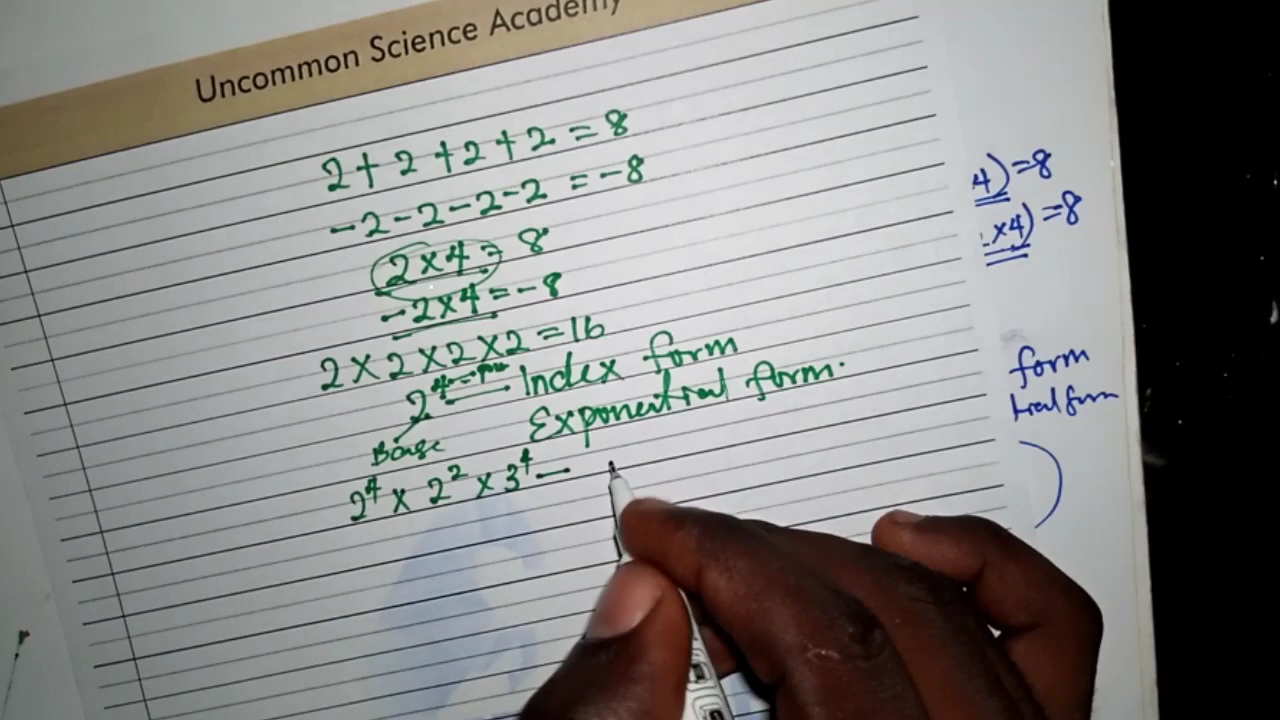 Uncommon Science Academy
2 + 2 + 2 + 2 = 8
-2 - 2 - 2 - 2 = -8
2 × 4 = 8
-2 × 4 = -8
2 × 2 × 2 × 2 = 16
2⁴ Index form
Exponential form.
Base
2⁴ × 2² × 3⁴ —
4) = 8
×4) = 8
form